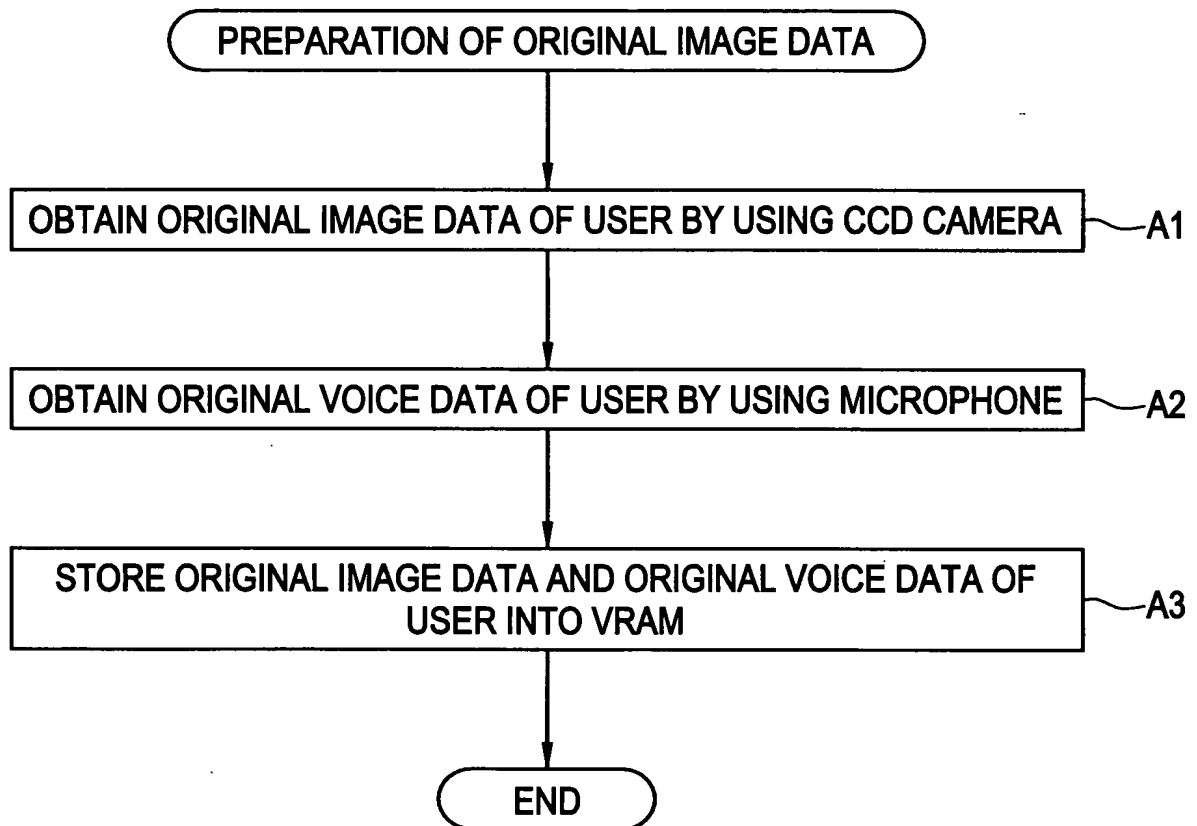 PREPARATION OF ORIGINAL IMAGE DATA
OBTAIN ORIGINAL IMAGE DATA OF USER BY USING CCD CAMERA
A1
OBTAIN ORIGINAL VOICE DATA OF USER BY USING MICROPHONE
A2
STORE ORIGINAL IMAGE DATA AND ORIGINAL VOICE DATA OF
USER INTO VRAM
A3
END